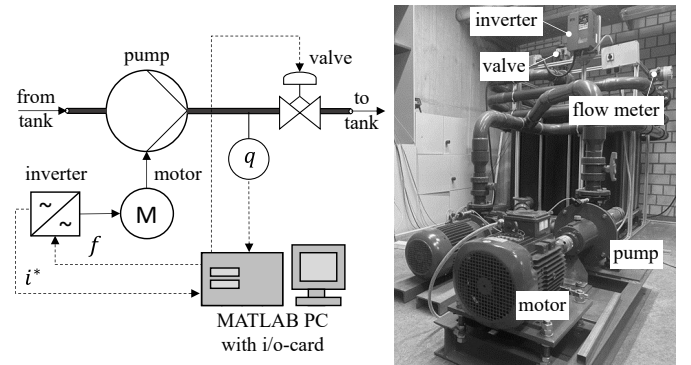 pump
valve
from
tank
to
tank
q
inverter
motor
~
~
M
f
i*
MATLAB PC
with i/o-card
inverter
valve
flow meter
pump
motor